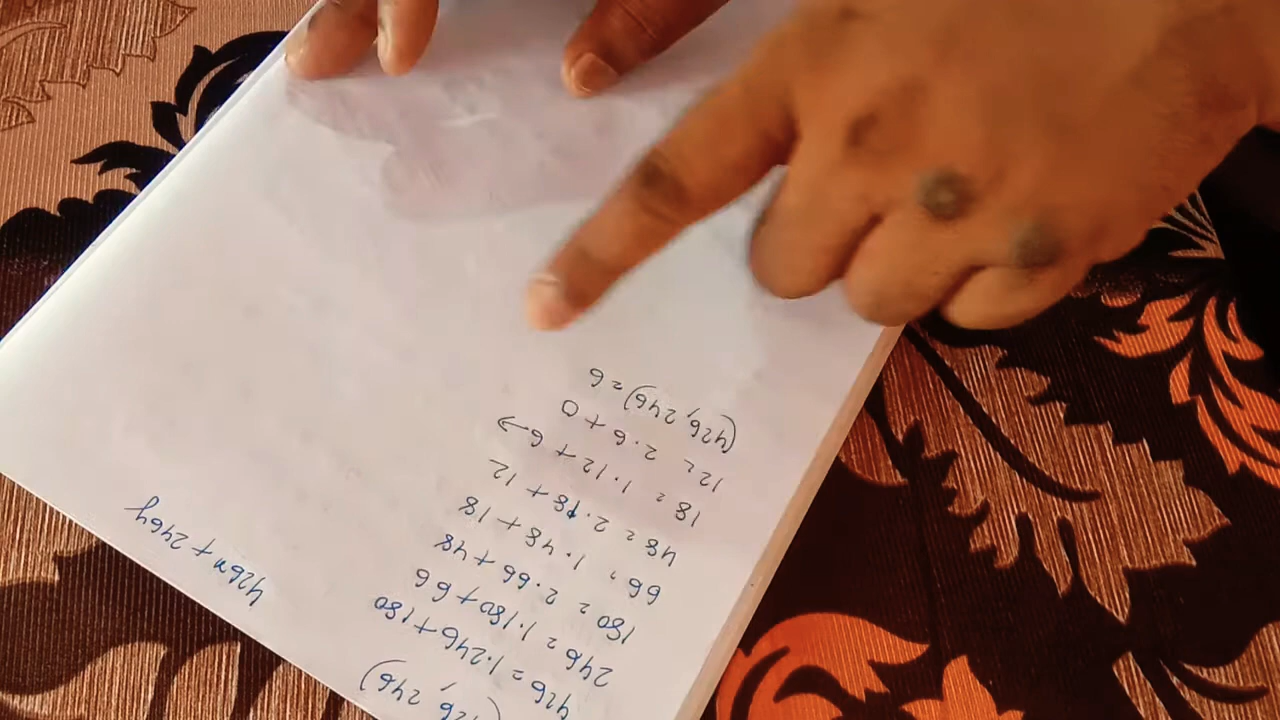 (426, 246)
426 = 1.246 + 180
246 = 1.180 + 66
180 = 2.66 + 48
66 = 1.48 + 18
48 = 2.18 + 12
18 = 1.12 + 6 →
12 = 2.6 + 0
(426, 246) = 6
426x + 246y